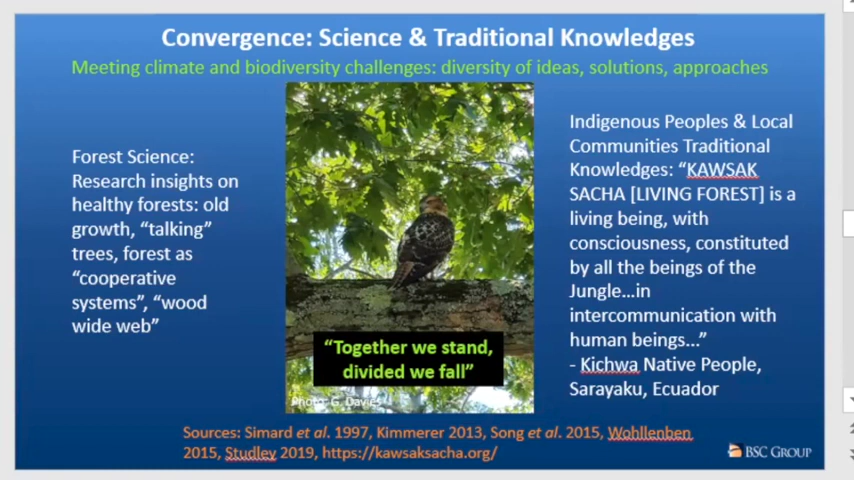 Convergence: Science & Traditional Knowledges
Meeting climate and biodiversity challenges: diversity of ideas, solutions, approaches
Forest Science:
Research insights on
healthy forests: old
growth, “talking”
trees, forest as
“cooperative
systems”, “wood
wide web”
“Together we stand,
divided we fall”
Photo: G. Davies
Indigenous Peoples & Local
Communities Traditional
Knowledges: “KAWSAK
SACHA [LIVING FOREST] is a
living being, with
consciousness, constituted
by all the beings of the
Jungle…in
intercommunication with
human beings…”
- Kichwa Native People,
Sarayaku, Ecuador
Sources: Simard et al. 1997, Kimmerer 2013, Song et al. 2015, Wohllenben
2015, Studley 2019, https://kawsaksacha.org/
BSC GROUP